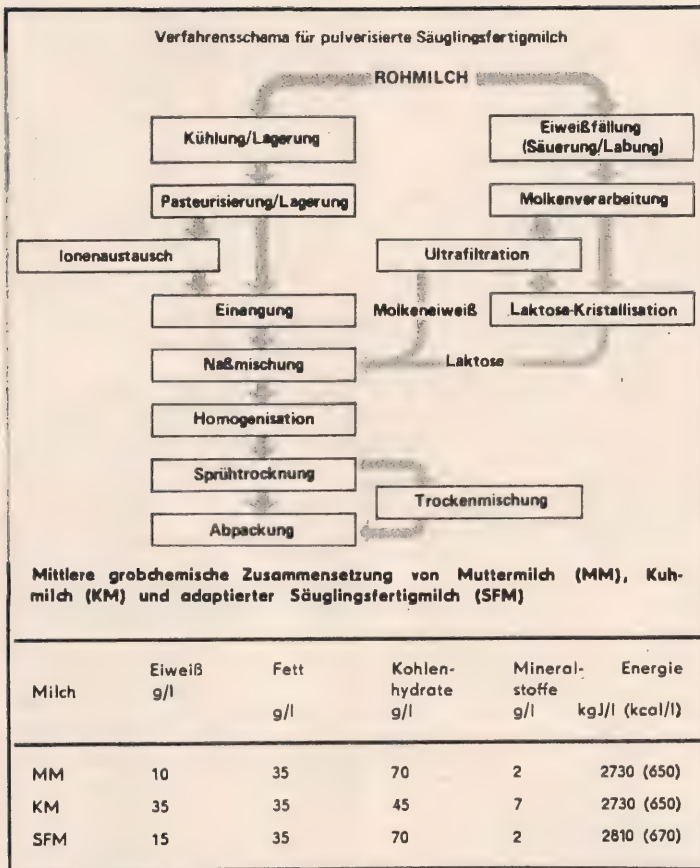 Verfahrensschema für pulverisierte Säuglingsfertigmilch
ROHMILCH
Kühlung/Lagerung
Eiweißfällung
(Säuerung/Labung)
Pasteurisierung/Lagerung
Molkenverarbeitung
Ionenaustausch
Ultrafiltration
Einengung
Molkeneiweiß
Laktose-Kristallisation
Naßmischung
Laktose
Homogenisation
Sprühtrocknung
Trockenmischung
Abpackung
Mittlere grobchemische Zusammensetzung von Muttermilch (MM), Kuh-
milch (KM) und adaptierter Säuglingsfertigmilch (SFM)
Milch Eiweiß g/l Fett g/l Kohlen-hydrate g/l Mineral-stoffe g/l Energie kgJ/l (kcal/l)
MM 10 35 70 2 2730 (650)
KM 35 35 45 7 2730 (650)
SFM 15 35 70 2 2810 (670)